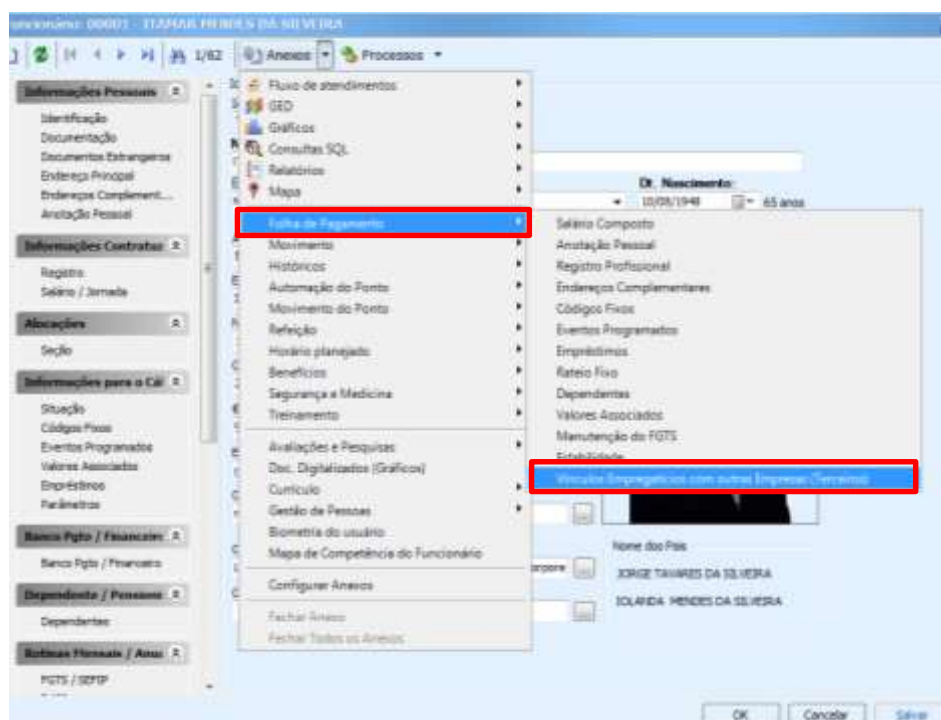 Funcionário: 00001 - ITAMAR MENDES DA SILVEIRA
1/62 Anexos Processos
Informações Pessoais
Identificação
Documentação
Documentos Estrangeiros
Endereço Principal
Endereços Complement....
Anotação Pessoal
Informações Contratua
Registro
Salário / Jornada
Alocações
Seção
Informações para o Cál
Situação
Códigos Fixos
Eventos Programados
Valores Associados
Empréstimos
Parâmetros
Banco Pgto / Financeiro
Banco Pgto / Financeiro
Dependente / Pensioni
Dependentes
Rotinas Mensais / Anua
FGTS / SEFIP
Fluxo de atendimentos
GED
Gráficos
Consultas SQL
Relatórios
Mapa
Folha de Pagamento
Movimento
Históricos
Automação do Ponto
Movimento do Ponto
Refeição
Horário planejado
Benefícios
Segurança e Medicina
Treinamento
Avaliações e Pesquisas
Doc. Digitalizados (Gráficos)
Currículo
Gestão de Pessoas
Biometria do usuário
Mapa de Competência do Funcionário
Configurar Anexos
Fechar Anexo
Fechar Todos os Anexos
Dt. Nascimento:
10/08/1948 65 anos
Salário Composto
Anotação Pessoal
Registro Profissional
Endereços Complementares
Códigos Fixos
Eventos Programados
Empréstimos
Rateio Fixo
Dependentes
Valores Associados
Manutenção do FGTS
Estabilidade
Vínculos Empregatícios com outras Empresas (Terceiros)
Nome dos Pais
JORGE TAVARES DA SILVEIRA
IOLANDA MENDES DA SILVEIRA
OK Cancelar Salvar